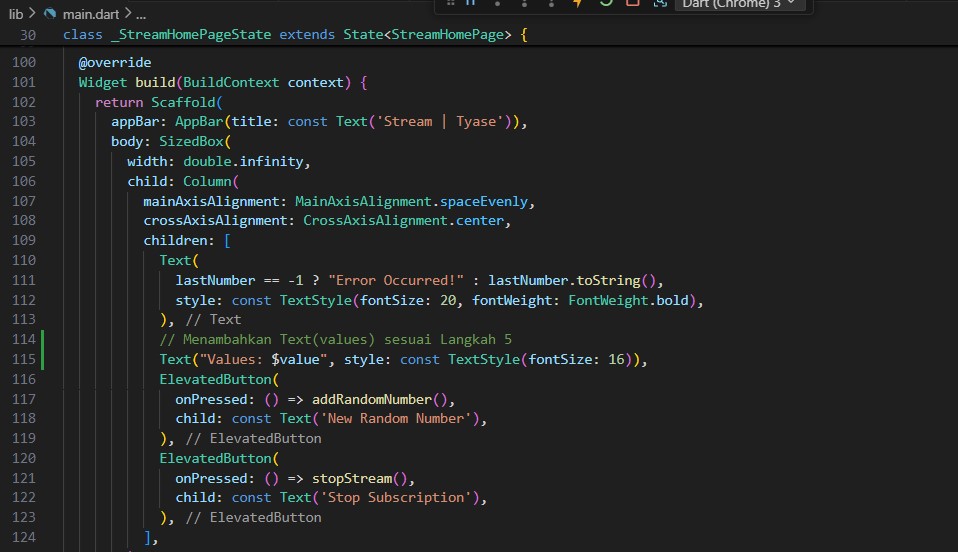 lib > main.dart > ...
Dart (Chrome) 3
30 class _StreamHomePageState extends State<StreamHomePage> {
100 @override
101 Widget build(BuildContext context) {
102 return Scaffold(
103 appBar: AppBar(title: const Text('Stream | Tyase')),
104 body: SizedBox(
105 width: double.infinity,
106 child: Column(
107 mainAxisAlignment: MainAxisAlignment.spaceEvenly,
108 crossAxisAlignment: CrossAxisAlignment.center,
109 children: [
110 Text(
111 lastNumber == -1 ? "Error Occurred!" : lastNumber.toString(),
112 style: const TextStyle(fontSize: 20, fontWeight: FontWeight.bold),
113 ), // Text
114 // Menambahkan Text(values) sesuai Langkah 5
115 Text("Values: $value", style: const TextStyle(fontSize: 16)),
116 ElevatedButton(
117 onPressed: () => addRandomNumber(),
118 child: const Text('New Random Number'),
119 ), // ElevatedButton
120 ElevatedButton(
121 onPressed: () => stopStream(),
122 child: const Text('Stop Subscription'),
123 ), // ElevatedButton
124 ],